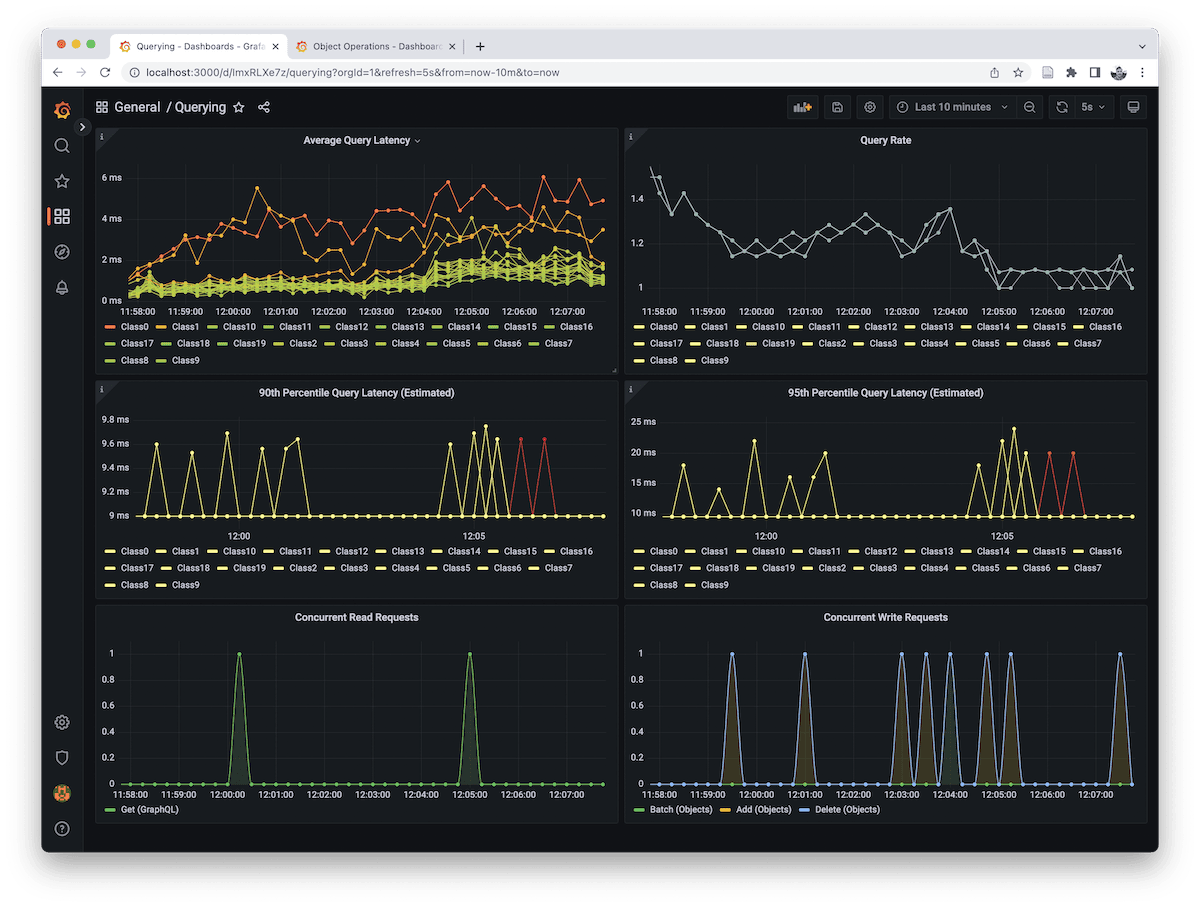 Querying - Dashboards - Grafa
Object Operations - Dashboard
localhost:3000/d/lmxRLXe7z/querying?orgId=1&refresh=5s&from=now-10m&to=now
General / Querying
Last 10 minutes
5s
Average Query Latency
6 ms
4 ms
2 ms
0 ms
11:58:00 11:59:00 12:00:00 12:01:00 12:02:00 12:03:00 12:04:00 12:05:00 12:06:00 12:07:00
Class0 Class1 Class10 Class11 Class12 Class13 Class14 Class15 Class16
Class17 Class18 Class19 Class2 Class3 Class4 Class5 Class6 Class7
Class8 Class9
Query Rate
1.4
1.2
1
11:58:00 11:59:00 12:00:00 12:01:00 12:02:00 12:03:00 12:04:00 12:05:00 12:06:00 12:07:00
Class0 Class1 Class10 Class11 Class12 Class13 Class14 Class15 Class16
Class17 Class18 Class19 Class2 Class3 Class4 Class5 Class6 Class7
Class8 Class9
90th Percentile Query Latency (Estimated)
9.8 ms
9.6 ms
9.4 ms
9.2 ms
9 ms
12:00 12:05
Class0 Class1 Class10 Class11 Class12 Class13 Class14 Class15 Class16
Class17 Class18 Class19 Class2 Class3 Class4 Class5 Class6 Class7
Class8 Class9
95th Percentile Query Latency (Estimated)
25 ms
20 ms
15 ms
10 ms
12:00 12:05
Class0 Class1 Class10 Class11 Class12 Class13 Class14 Class15 Class16
Class17 Class18 Class19 Class2 Class3 Class4 Class5 Class6 Class7
Class8 Class9
Concurrent Read Requests
1
0.8
0.6
0.4
0.2
0
11:58:00 11:59:00 12:00:00 12:01:00 12:02:00 12:03:00 12:04:00 12:05:00 12:06:00 12:07:00
Get (GraphQL)
Concurrent Write Requests
1
0.8
0.6
0.4
0.2
0
11:58:00 11:59:00 12:00:00 12:01:00 12:02:00 12:03:00 12:04:00 12:05:00 12:06:00 12:07:00
Batch (Objects) Add (Objects) Delete (Objects)